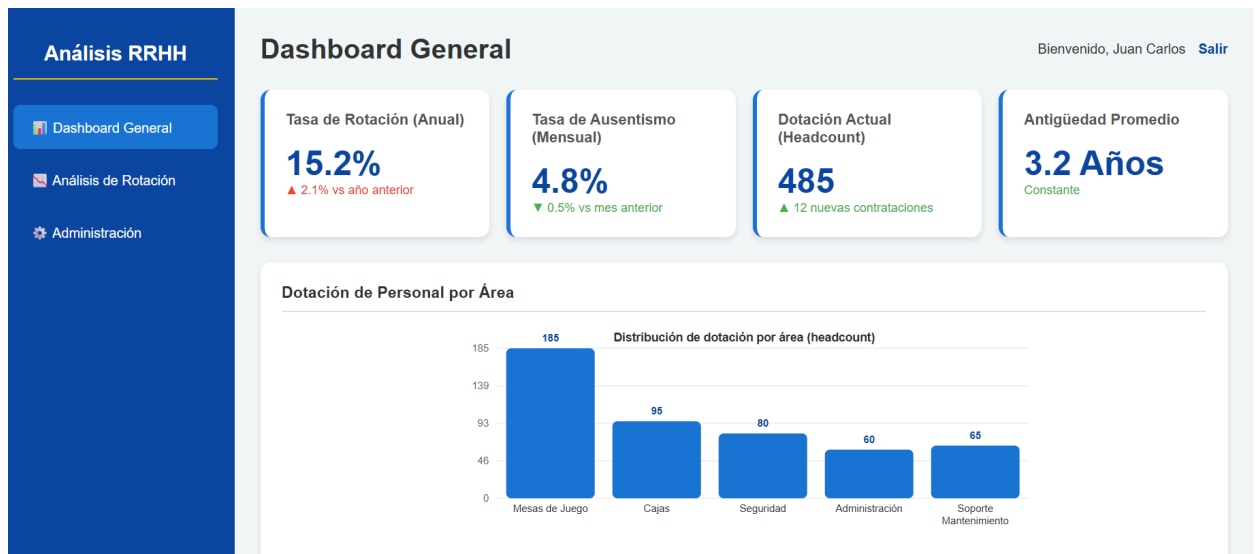 Análisis RRHH
Dashboard General
Análisis de Rotación
Administración
Dashboard General
Bienvenido, Juan Carlos Salir
Tasa de Rotación (Anual)
15.2%
▲ 2.1% vs año anterior
Tasa de Ausentismo
(Mensual)
4.8%
▼ 0.5% vs mes anterior
Dotación Actual
(Headcount)
485
▲ 12 nuevas contrataciones
Antigüedad Promedio
3.2 Años
Constante
Dotación de Personal por Área
Distribución de dotación por área (headcount)
185
139
93
46
0
185
95
80
60
65
Mesas de Juego
Cajas
Seguridad
Administración
Soporte
Mantenimiento